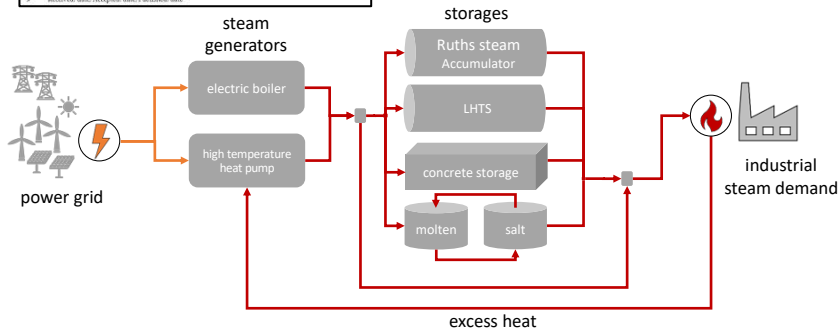 storages
steam
generators
Ruths steam
Accumulator
electric boiler
LHTS
high temperature
heat pump
industrial
steam demand
concrete storage
power grid
molten
salt
excess heat